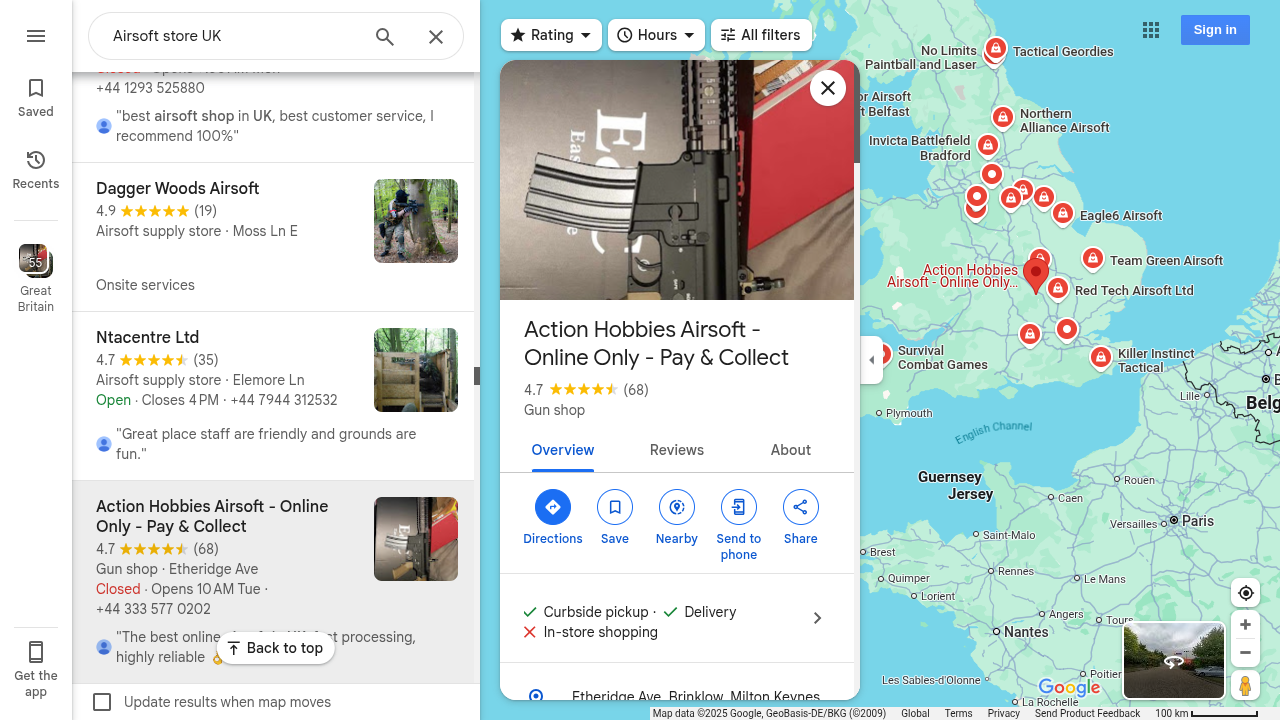 Airsoft store UK
Saved
Recents
55
Great
Britain
Get the
app
+44 1293 525880
"best airsoft shop in UK, best customer service, I
recommend 100%"
Dagger Woods Airsoft
4.9 (19)
Airsoft supply store · Moss Ln E
Onsite services
Ntacentre Ltd
4.7 (35)
Airsoft supply store · Elemore Ln
Open · Closes 4 PM · +44 7944 312532
"Great place staff are friendly and grounds are
fun."
Action Hobbies Airsoft - Online
Only - Pay & Collect
4.7 (68)
Gun shop · Etheridge Ave
Closed · Opens 10 AM Tue ·
+44 333 577 0202
"The best online
processing,
highly reliable
Back to top
Update results when map moves
Rating
Hours
All filters
Action Hobbies Airsoft -
Online Only - Pay & Collect
4.7 (68)
Gun shop
Overview
Reviews
About
Directions
Save
Nearby
Send to
phone
Share
Curbside pickup · Delivery
In-store shopping
Etheridge Ave, Brinklow, Milton Keynes
Sign in
No Limits
Paintball and Laser
Tactical Geordies
or Airsoft
t Belfast
Northern
Alliance Airsoft
Invicta Battlefield
Bradford
Eagle6 Airsoft
Team Green Airsoft
Action Hobbies
Airsoft - Online Only...
Red Tech Airsoft Ltd
Survival
Combat Games
Killer Instinct
Tactical
Plymouth
English Channel
Lille
Belg
Guernsey
Jersey
Caen
Rouen
Versailles
Paris
Saint-Malo
Brest
Rennes
Quimper
Le Mans
Lorient
Angers
Tours
Nantes
Poitier
Les Sables-d'Olonne
La Rochelle
Google
Map data ©2025 Google, GeoBasis-DE/BKG (©2009)
Global
Terms
Privacy
Send Product Feedback
100 km